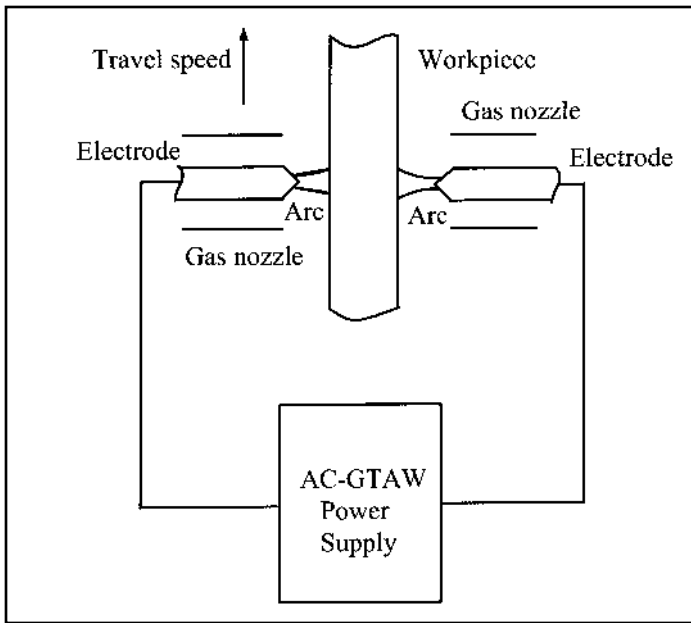 Travel speed
Workpiece
Gas nozzle
Electrode
Electrode
Arc
Arc
Gas nozzle
AC-GTAW
Power
Supply